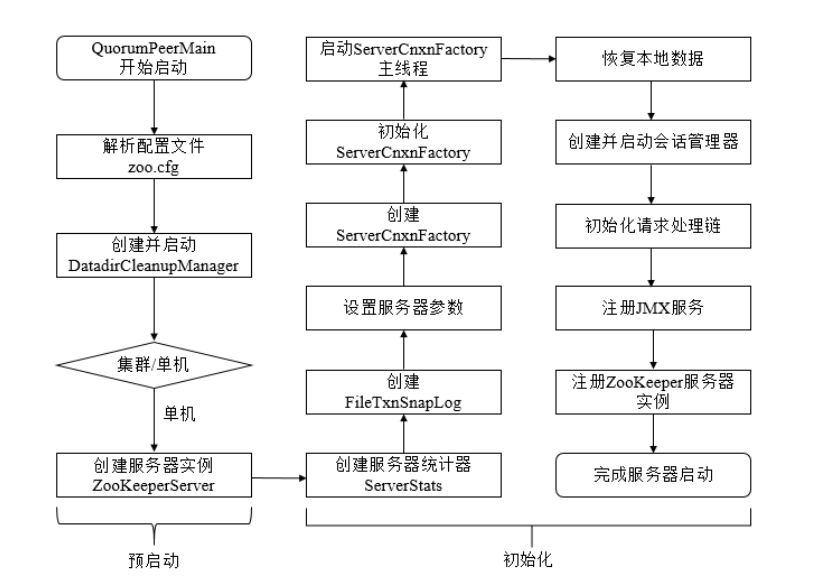 QuorumPeerMain
开始启动
解析配置文件
zoo.cfg
创建并启动
DatadirCleanupManager
集群/单机
单机
创建服务器实例
ZooKeeperServer
预启动
创建服务器统计器
ServerStats
创建
FileTxnSnapLog
设置服务器参数
创建
ServerCnxnFactory
初始化
ServerCnxnFactory
启动ServerCnxnFactory
主线程
恢复本地数据
创建并启动会话管理器
初始化请求处理链
注册JMX服务
注册ZooKeeper服务器
实例
完成服务器启动
初始化